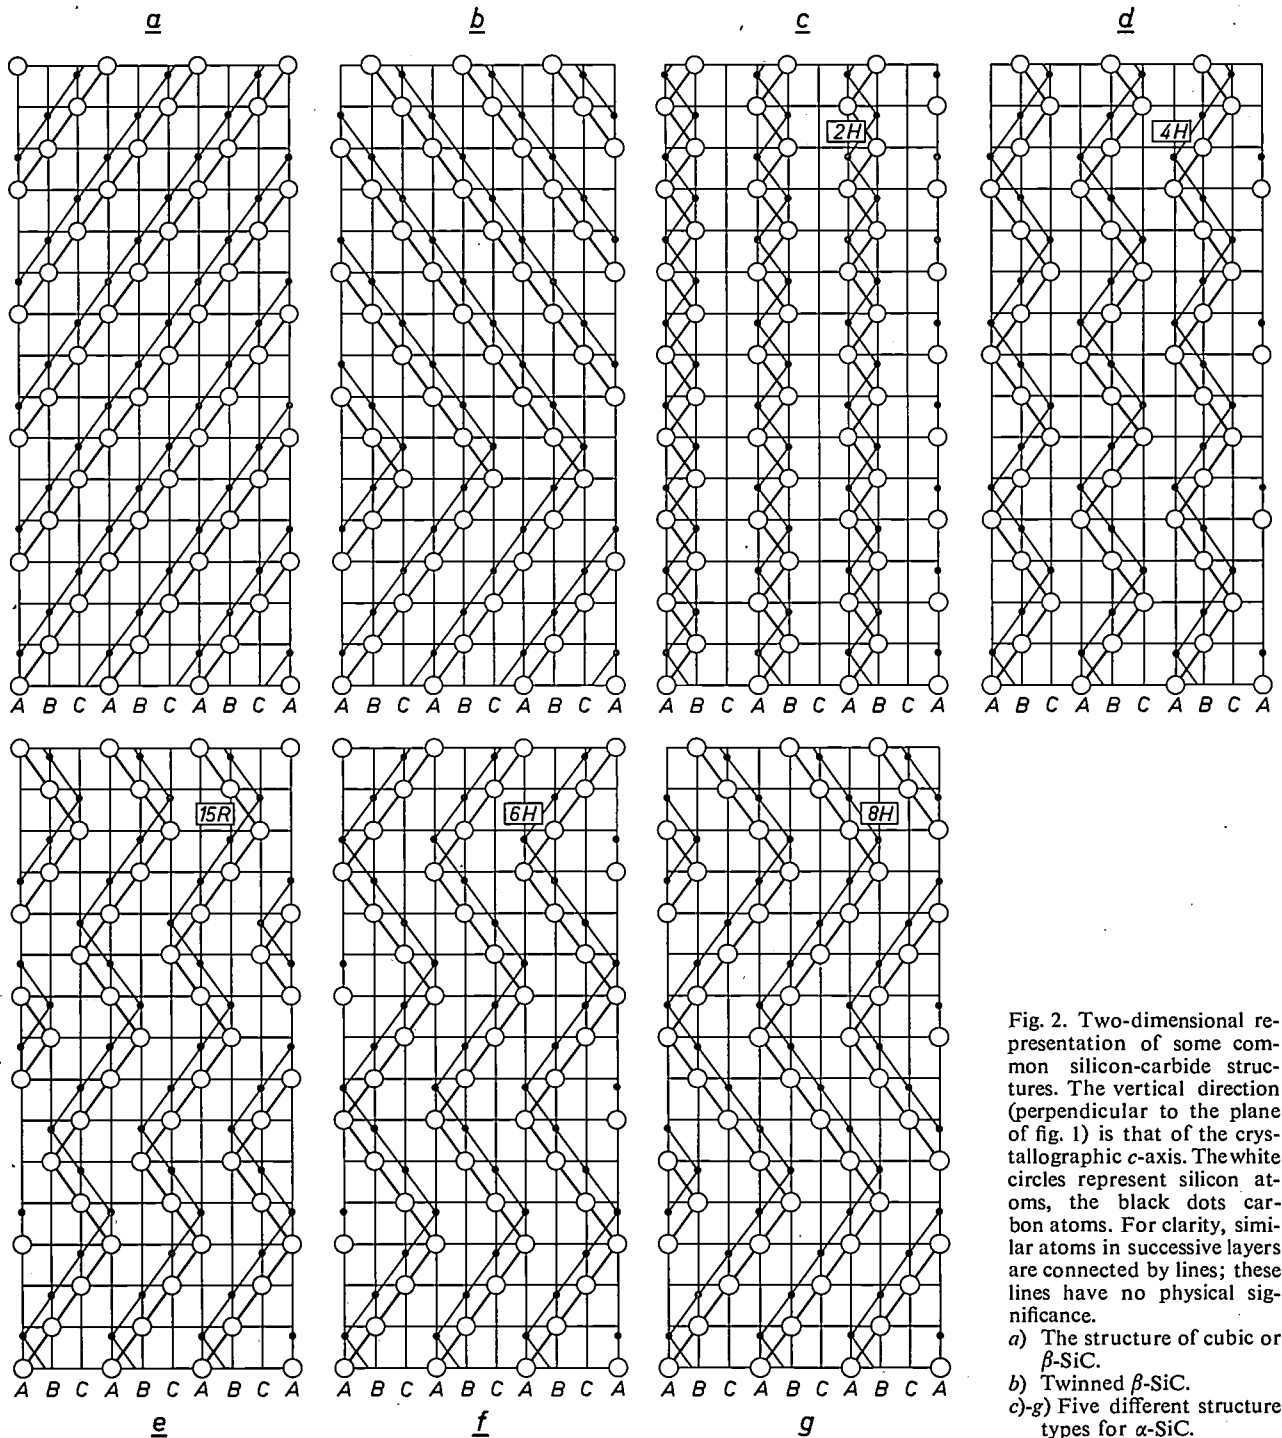 a b c d
2H 4H
A B C A B C A B C A A B C A B C A B C A A B C A B C A B C A A B C A B C A B C A
15R 6H 8H
A B C A B C A B C A A B C A B C A B C A A B C A B C A B C A
e f g
Fig. 2. Two-dimensional re-
presentation of some com-
mon silicon-carbide struc-
tures. The vertical direction
(perpendicular to the plane
of fig. 1) is that of the crys-
tallographic c-axis. The white
circles represent silicon at-
oms, the black dots car-
bon atoms. For clarity, simi-
lar atoms in successive layers
are connected by lines; these
lines have no physical sig-
nificance.
a) The structure of cubic or
β-SiC.
b) Twinned β-SiC.
c)-g) Five different structure
types for α-SiC.